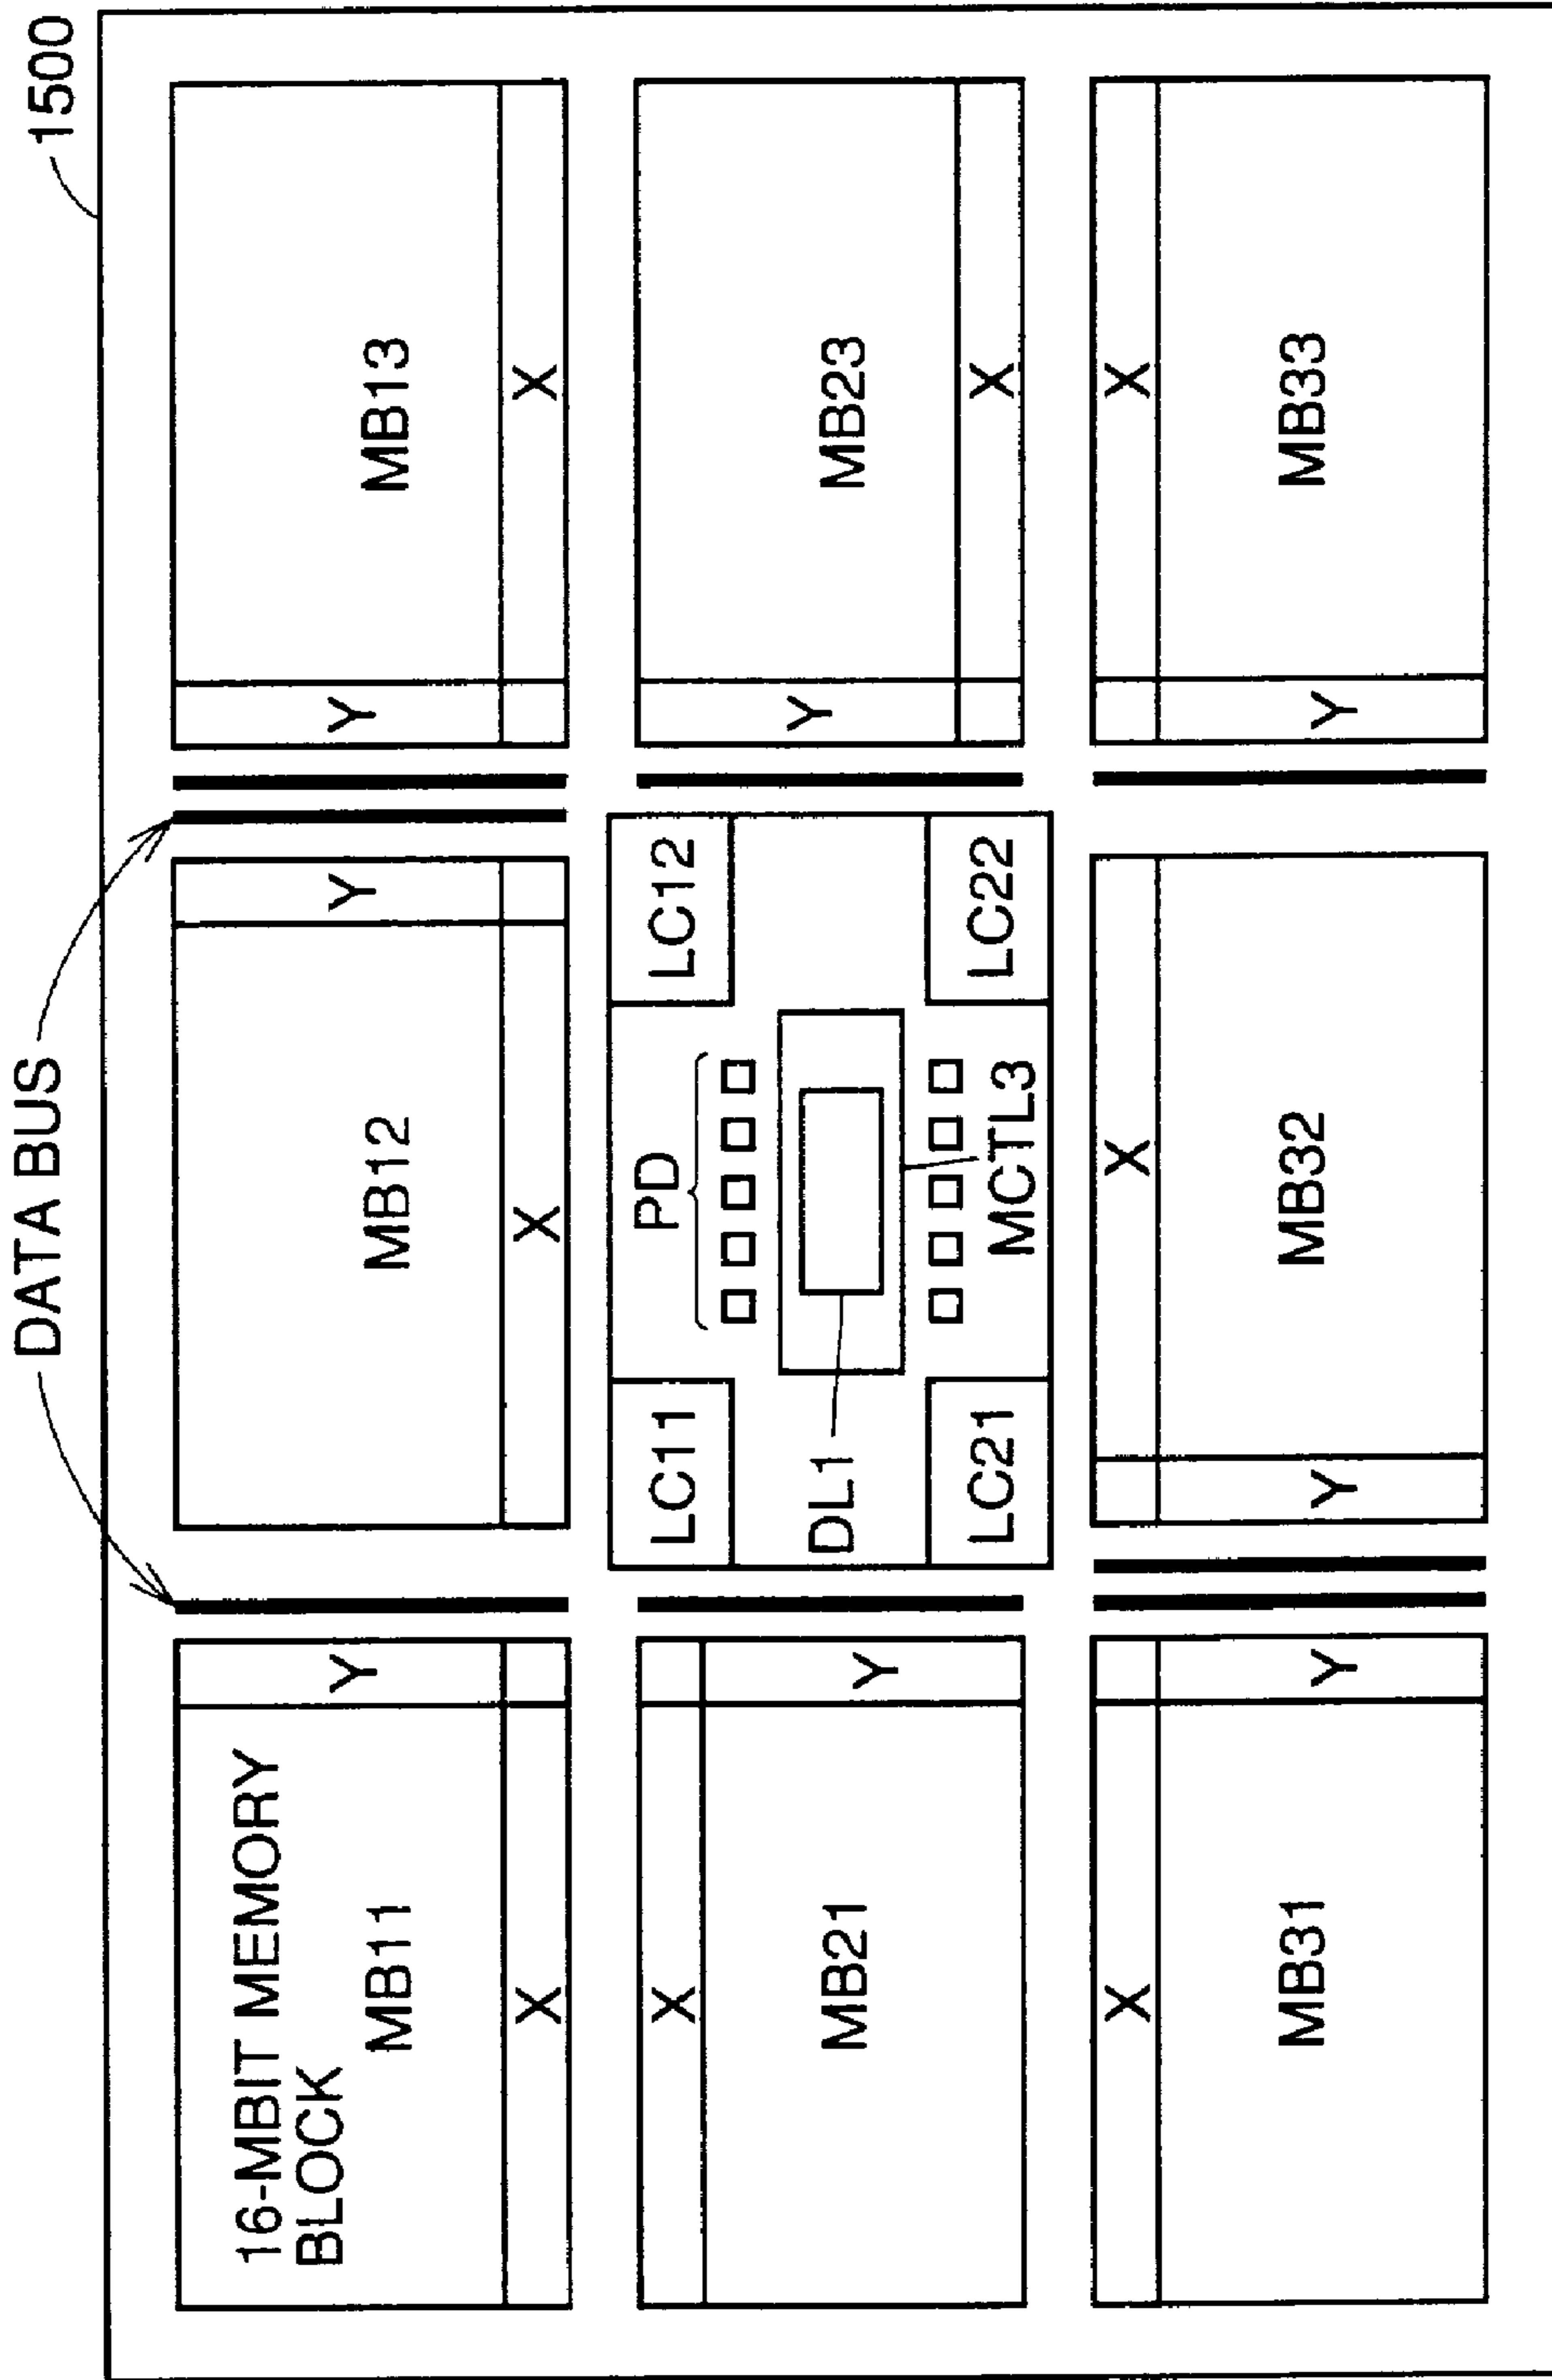 DATA BUS
1500
16-MBIT MEMORY
BLOCK
MB11
Y
X
MB12
Y
X
Y
MB13
X
X
MB21
Y
LC11
PD
LC12
DL1
LC21
MCTL3
LC22
Y
MB23
X
X
MB31
Y
X
Y
MB32
X
Y
MB33